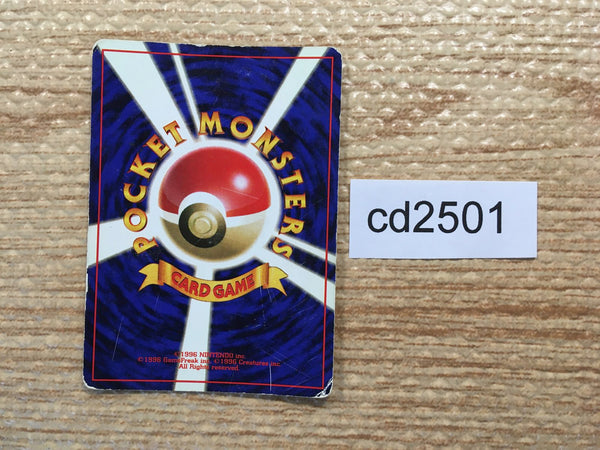 POCKET MONSTERS
CARD GAME
©1996 NINTENDO inc.
©1996 GameFreak inc. ©1996 Creatures inc.
All Rights reserved.
cd2501